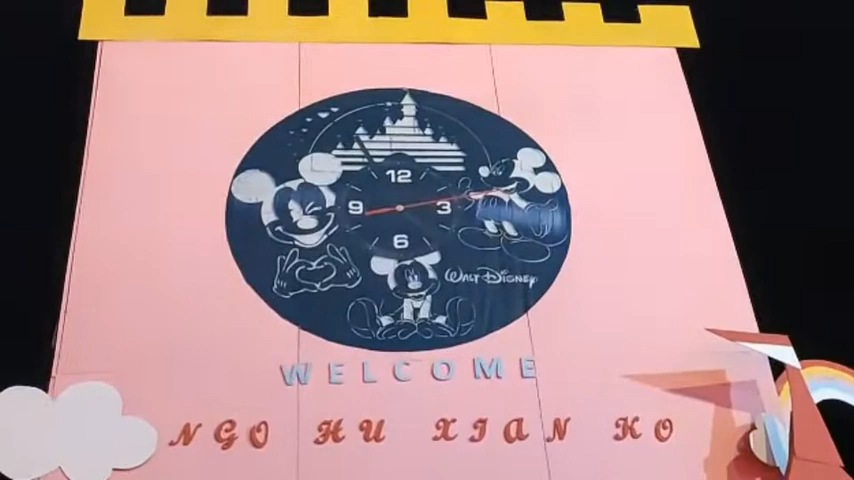 12
9 3
6
WALT DISNEY
WELCOME
NGO HU XIAN KO